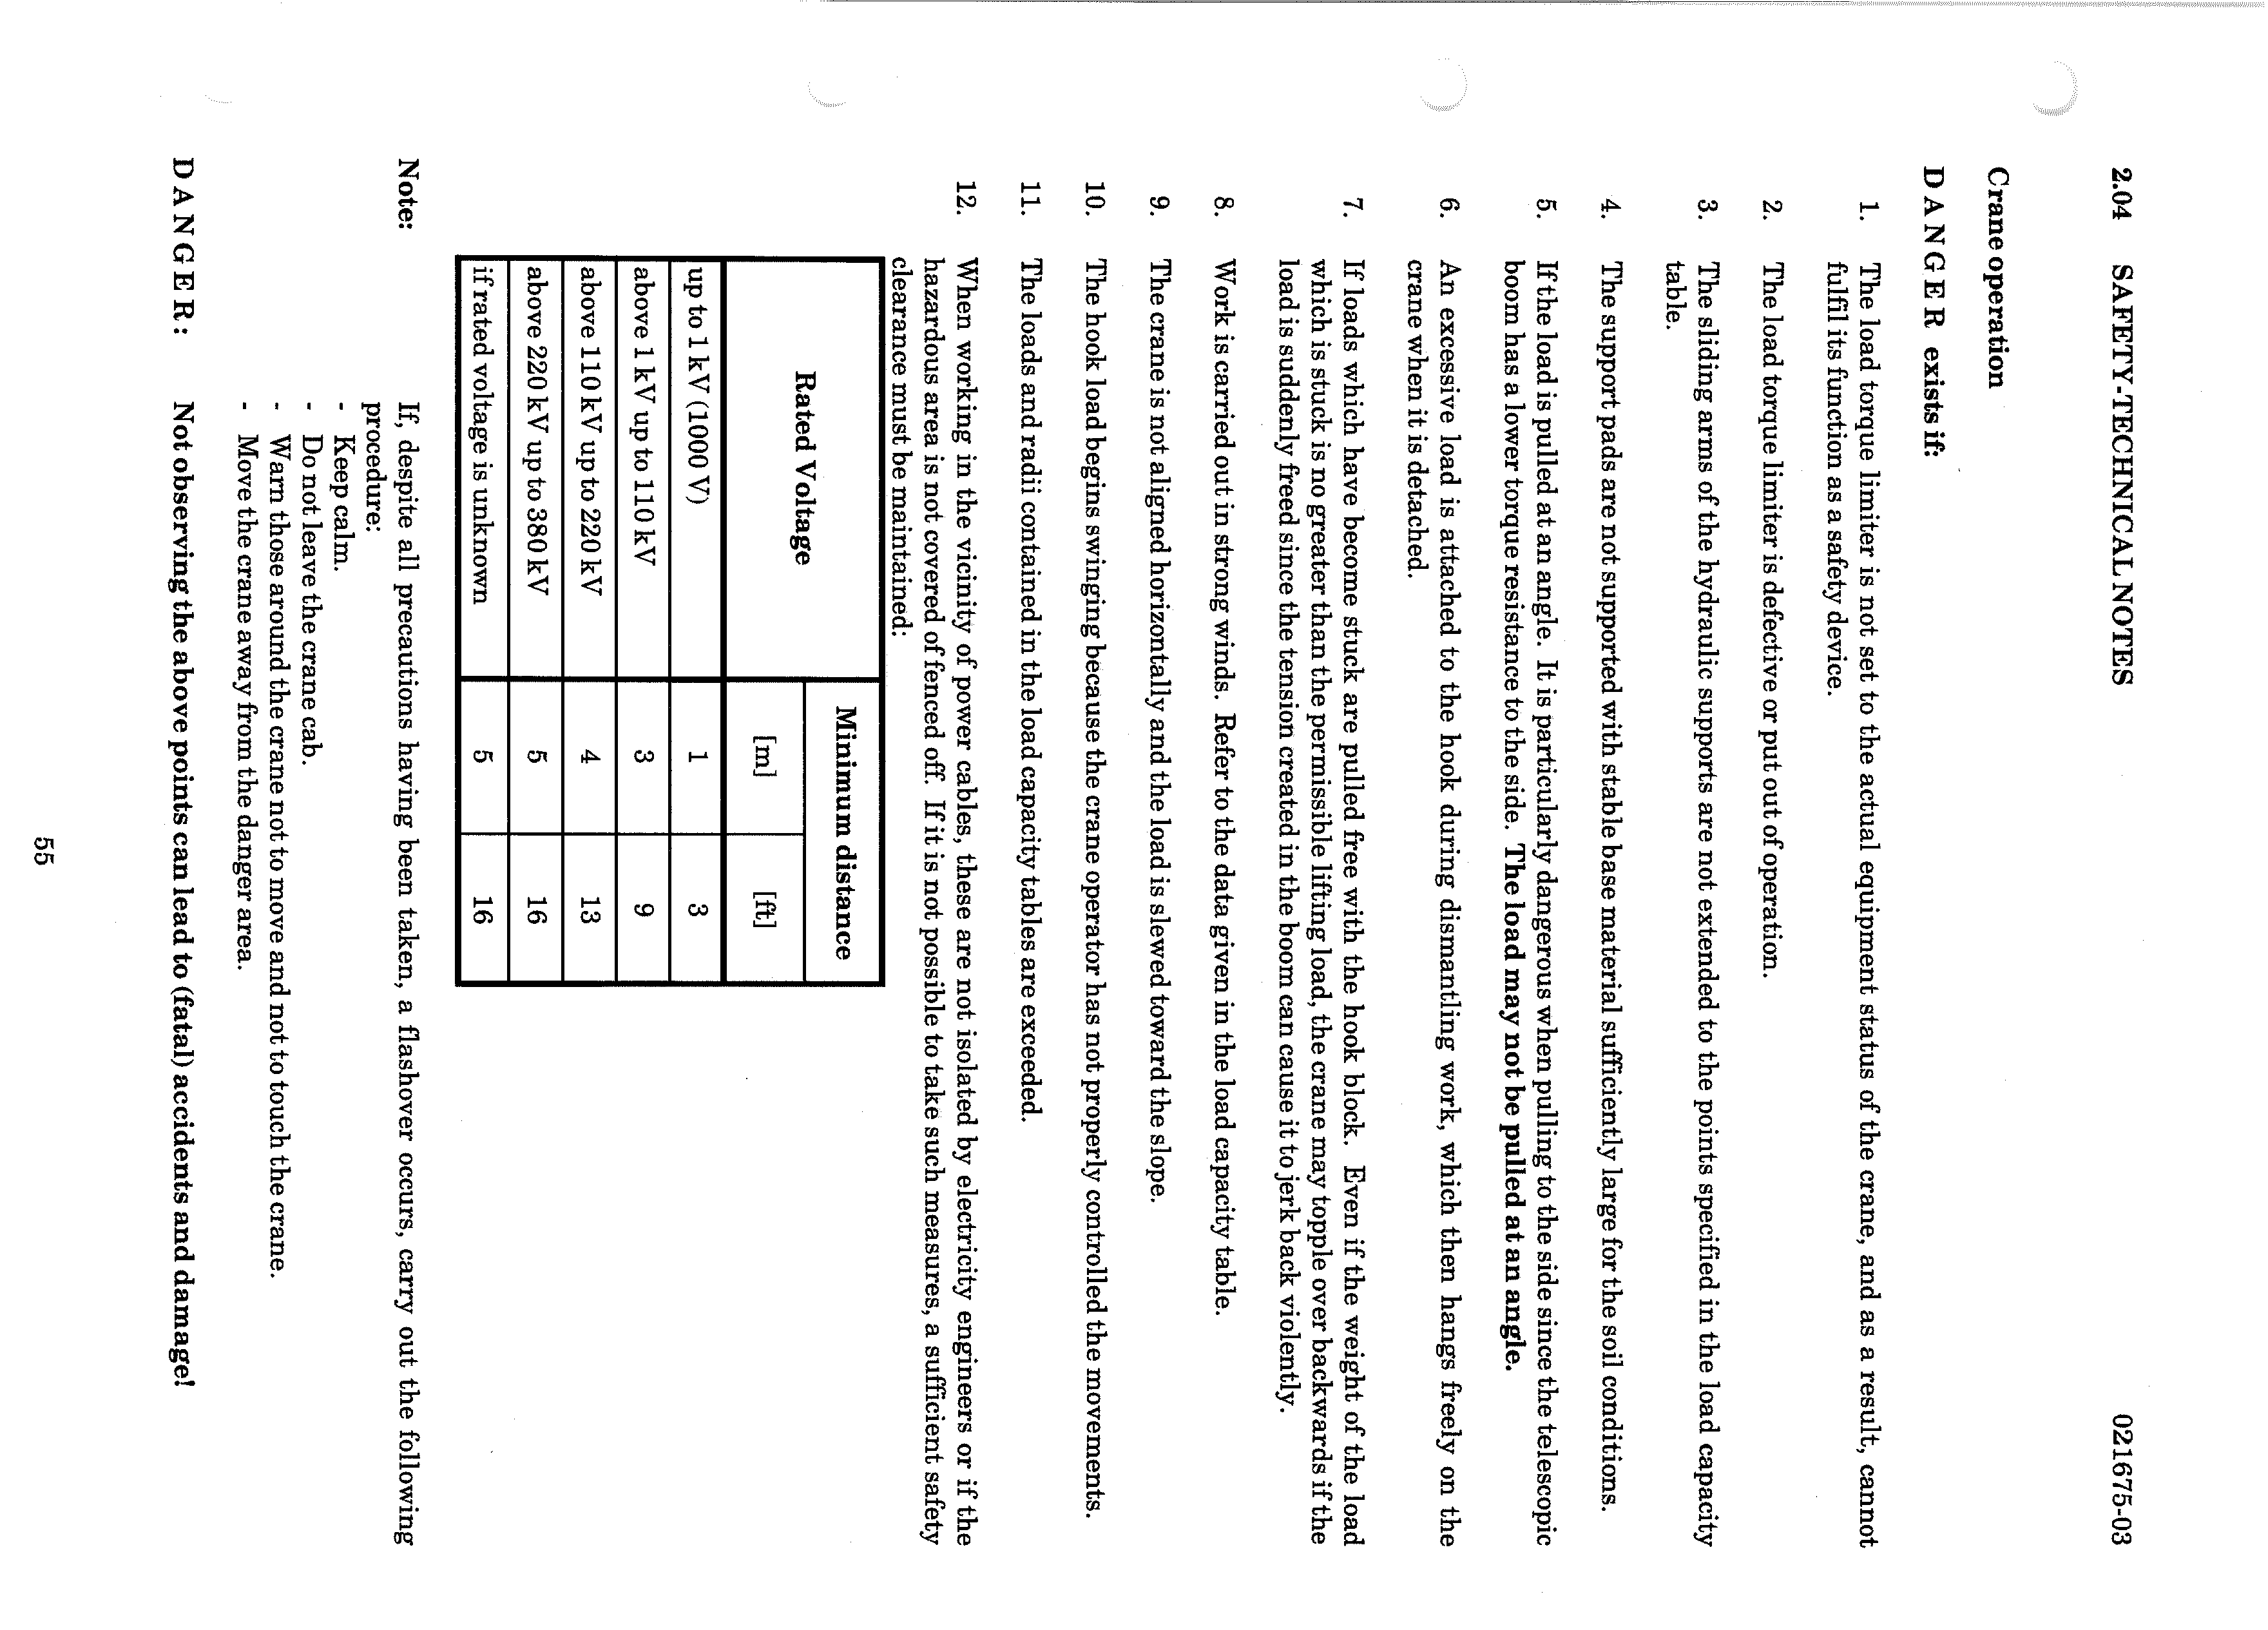 2.04 SAFETY-TECHNICAL NOTES 021675-03
Crane operation
D A N G E R exists if:
1. The load torque limiter is not set to the actual equipment status of the crane, and as a result, cannot
fulfil its function as a safety device.
2. The load torque limiter is defective or put out of operation.
3. The sliding arms of the hydraulic supports are not extended to the points specified in the load capacity
table.
4. The support pads are not supported with stable base material sufficiently large for the soil conditions.
5. If the load is pulled at an angle. It is particularly dangerous when pulling to the side since the telescopic
boom has a lower torque resistance to the side. The load may not be pulled at an angle.
6. An excessive load is attached to the hook during dismantling work, which then hangs freely on the
crane when it is detached.
7. If loads which have become stuck are pulled free with the hook block. Even if the weight of the load
which is stuck is no greater than the permissible lifting load, the crane may topple over backwards if the
load is suddenly freed since the tension created in the boom can cause it to jerk back violently.
8. Work is carried out in strong winds. Refer to the data given in the load capacity table.
9. The crane is not aligned horizontally and the load is slewed toward the slope.
10. The hook load begins swinging because the crane operator has not properly controlled the movements.
11. The loads and radii contained in the load capacity tables are exceeded.
12. When working in the vicinity of power cables, these are not isolated by electricity engineers or if the
hazardous area is not covered of fenced off. If it is not possible to take such measures, a sufficient safety
clearance must be maintained:
Rated Voltage Minimum distance
[m] [ft]
up to 1 kV (1000 V) 1 3
above 1 kV up to 110 kV 3 9
above 110 kV up to 220 kV 4 13
above 220 kV up to 380 kV 5 16
if rated voltage is unknown 5 16
Note: If, despite all precautions having been taken, a flashover occurs, carry out the following
procedure:
- Keep calm.
- Do not leave the crane cab.
- Warn those around the crane not to move and not to touch the crane.
- Move the crane away from the danger area.
D A N G E R : Not observing the above points can lead to (fatal) accidents and damage!
55